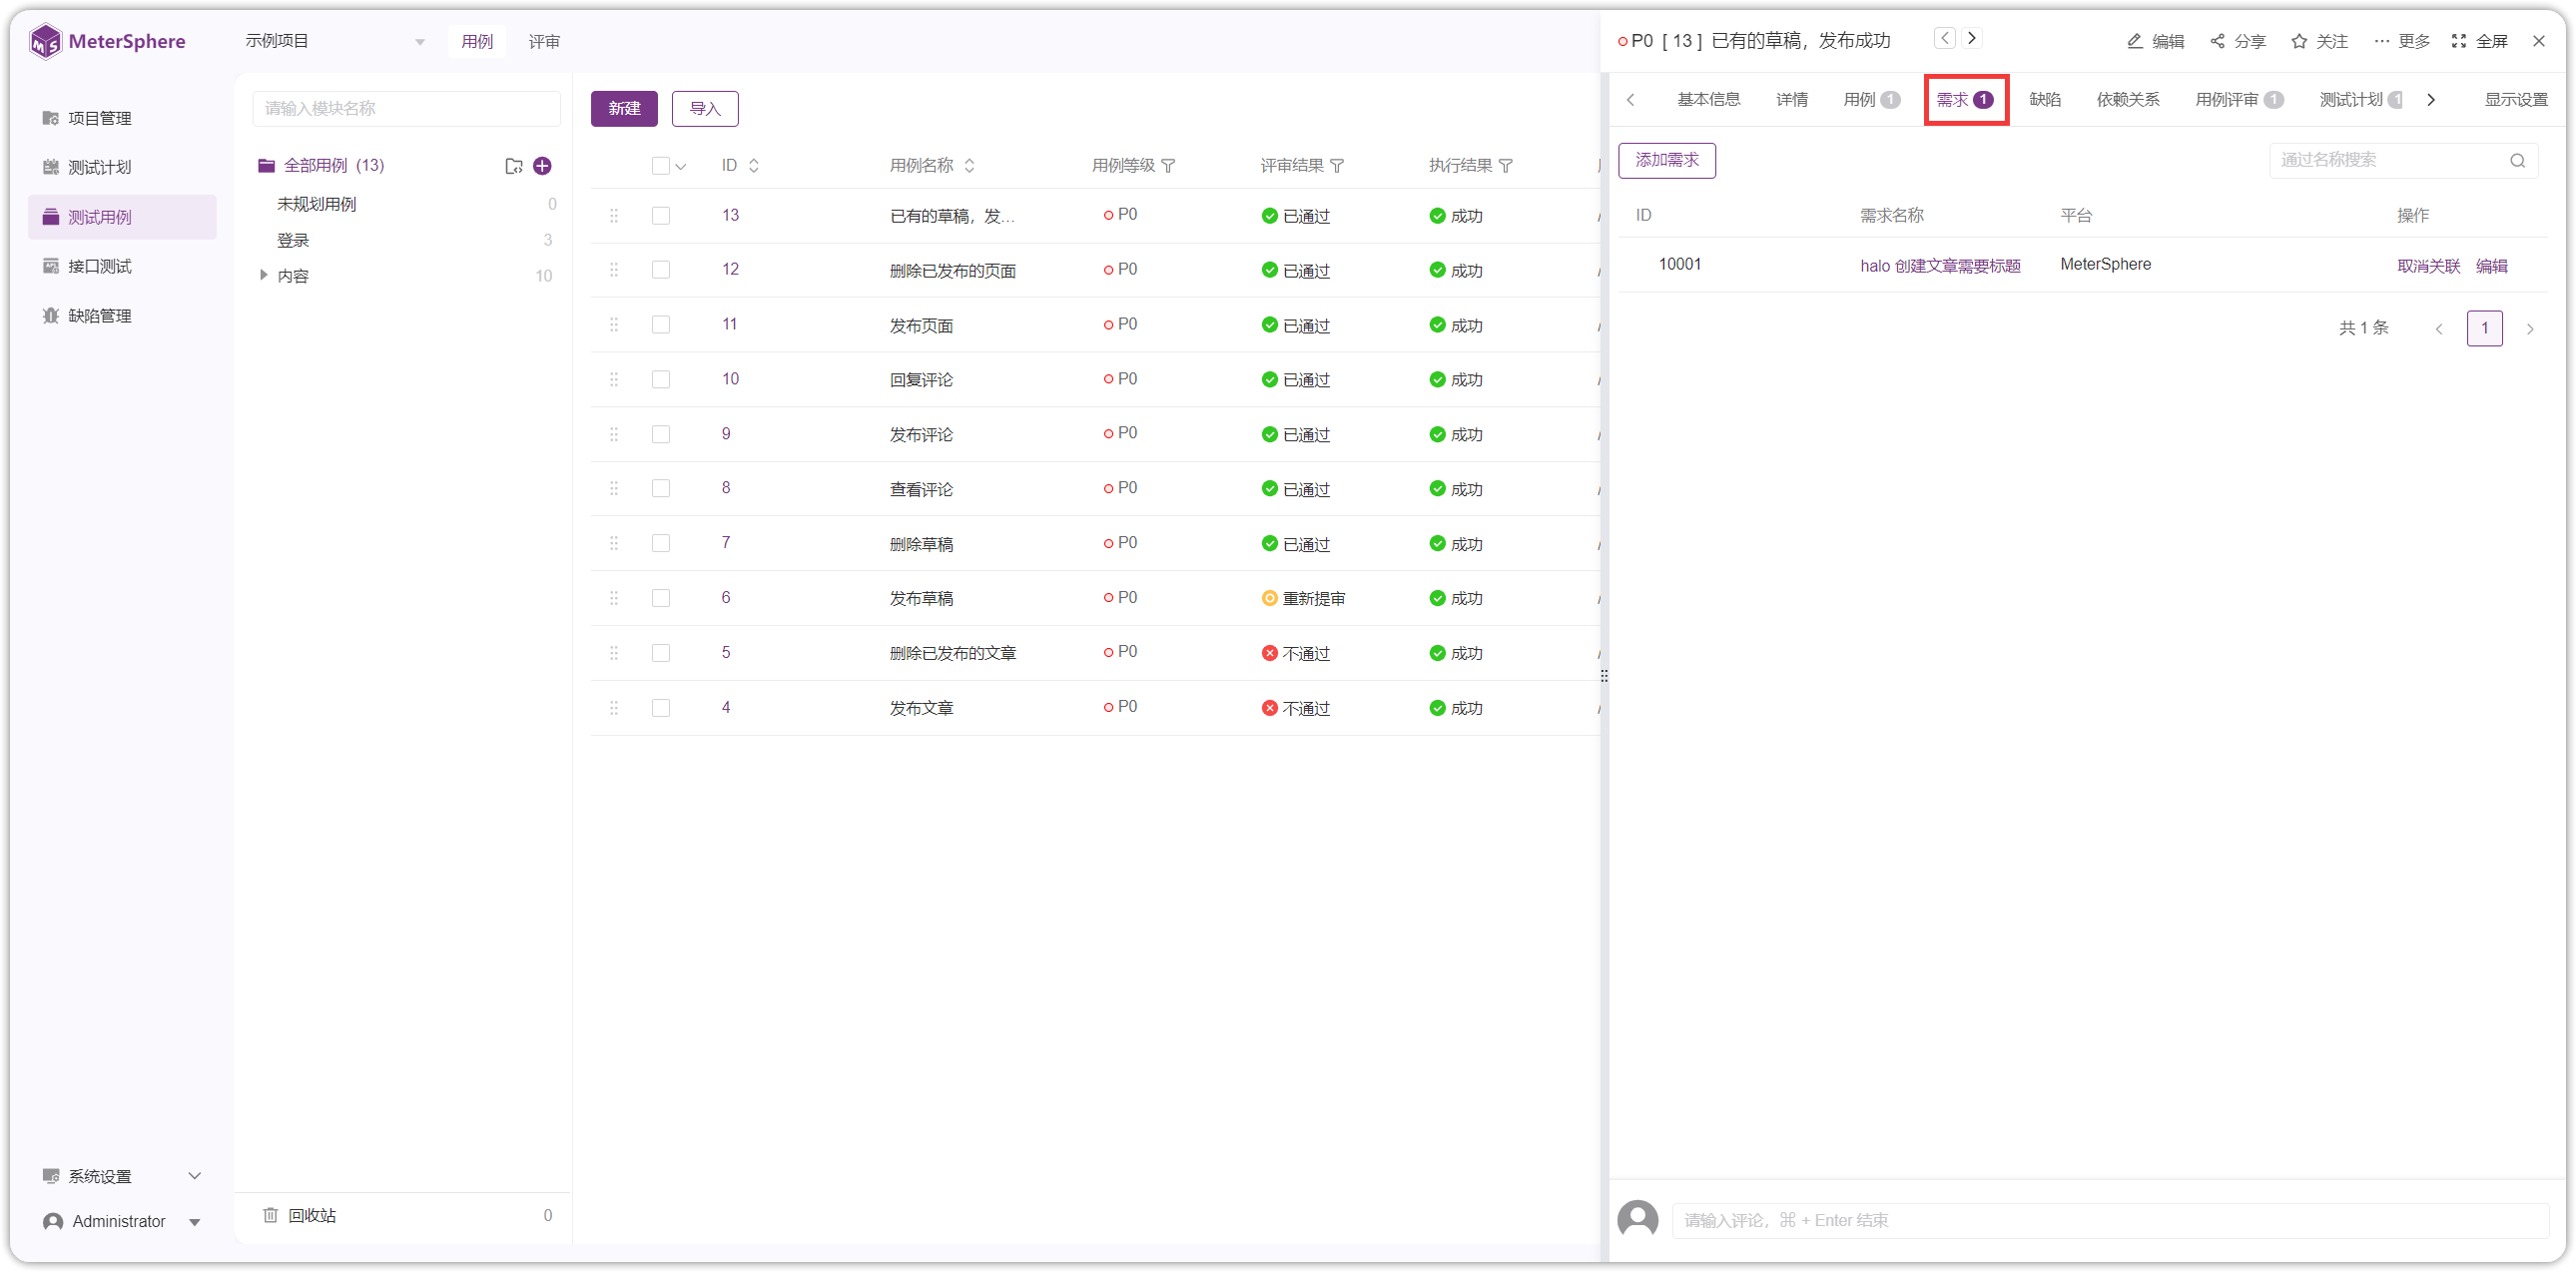 MeterSphere
示例项目
用例
评审
项目管理
测试计划
测试用例
接口测试
缺陷管理
系统设置
Administrator
请输入模块名称
全部用例 (13)
未规划用例 0
登录 3
内容 10
回收站 0
新建
导入
ID 用例名称 用例等级 评审结果 执行结果
13 已有的草稿，发... P0 已通过 成功
12 删除已发布的页面 P0 已通过 成功
11 发布页面 P0 已通过 成功
10 回复评论 P0 已通过 成功
9 发布评论 P0 已通过 成功
8 查看评论 P0 已通过 成功
7 删除草稿 P0 已通过 成功
6 发布草稿 P0 重新提审 成功
5 删除已发布的文章 P0 不通过 成功
4 发布文章 P0 不通过 成功
P0 [ 13 ] 已有的草稿，发布成功
编辑 分享 关注 更多 全屏
基本信息 详情 用例 1 需求 1 缺陷 依赖关系 用例评审 1 测试计划 1 显示设置
添加需求
通过名称搜索
ID 需求名称 平台 操作
10001 halo 创建文章需要标题 MeterSphere 取消关联 编辑
共 1 条 1
请输入评论，⌘ + Enter 结束